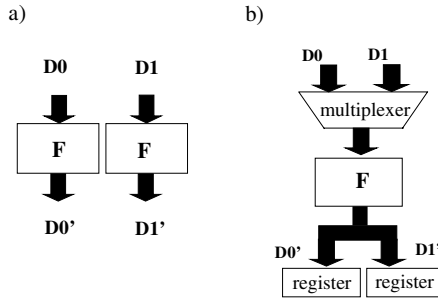 a)
D0 D1
F F
D0’ D1’
b)
D0 D1
multiplexer
F
D0’ D1’
register register